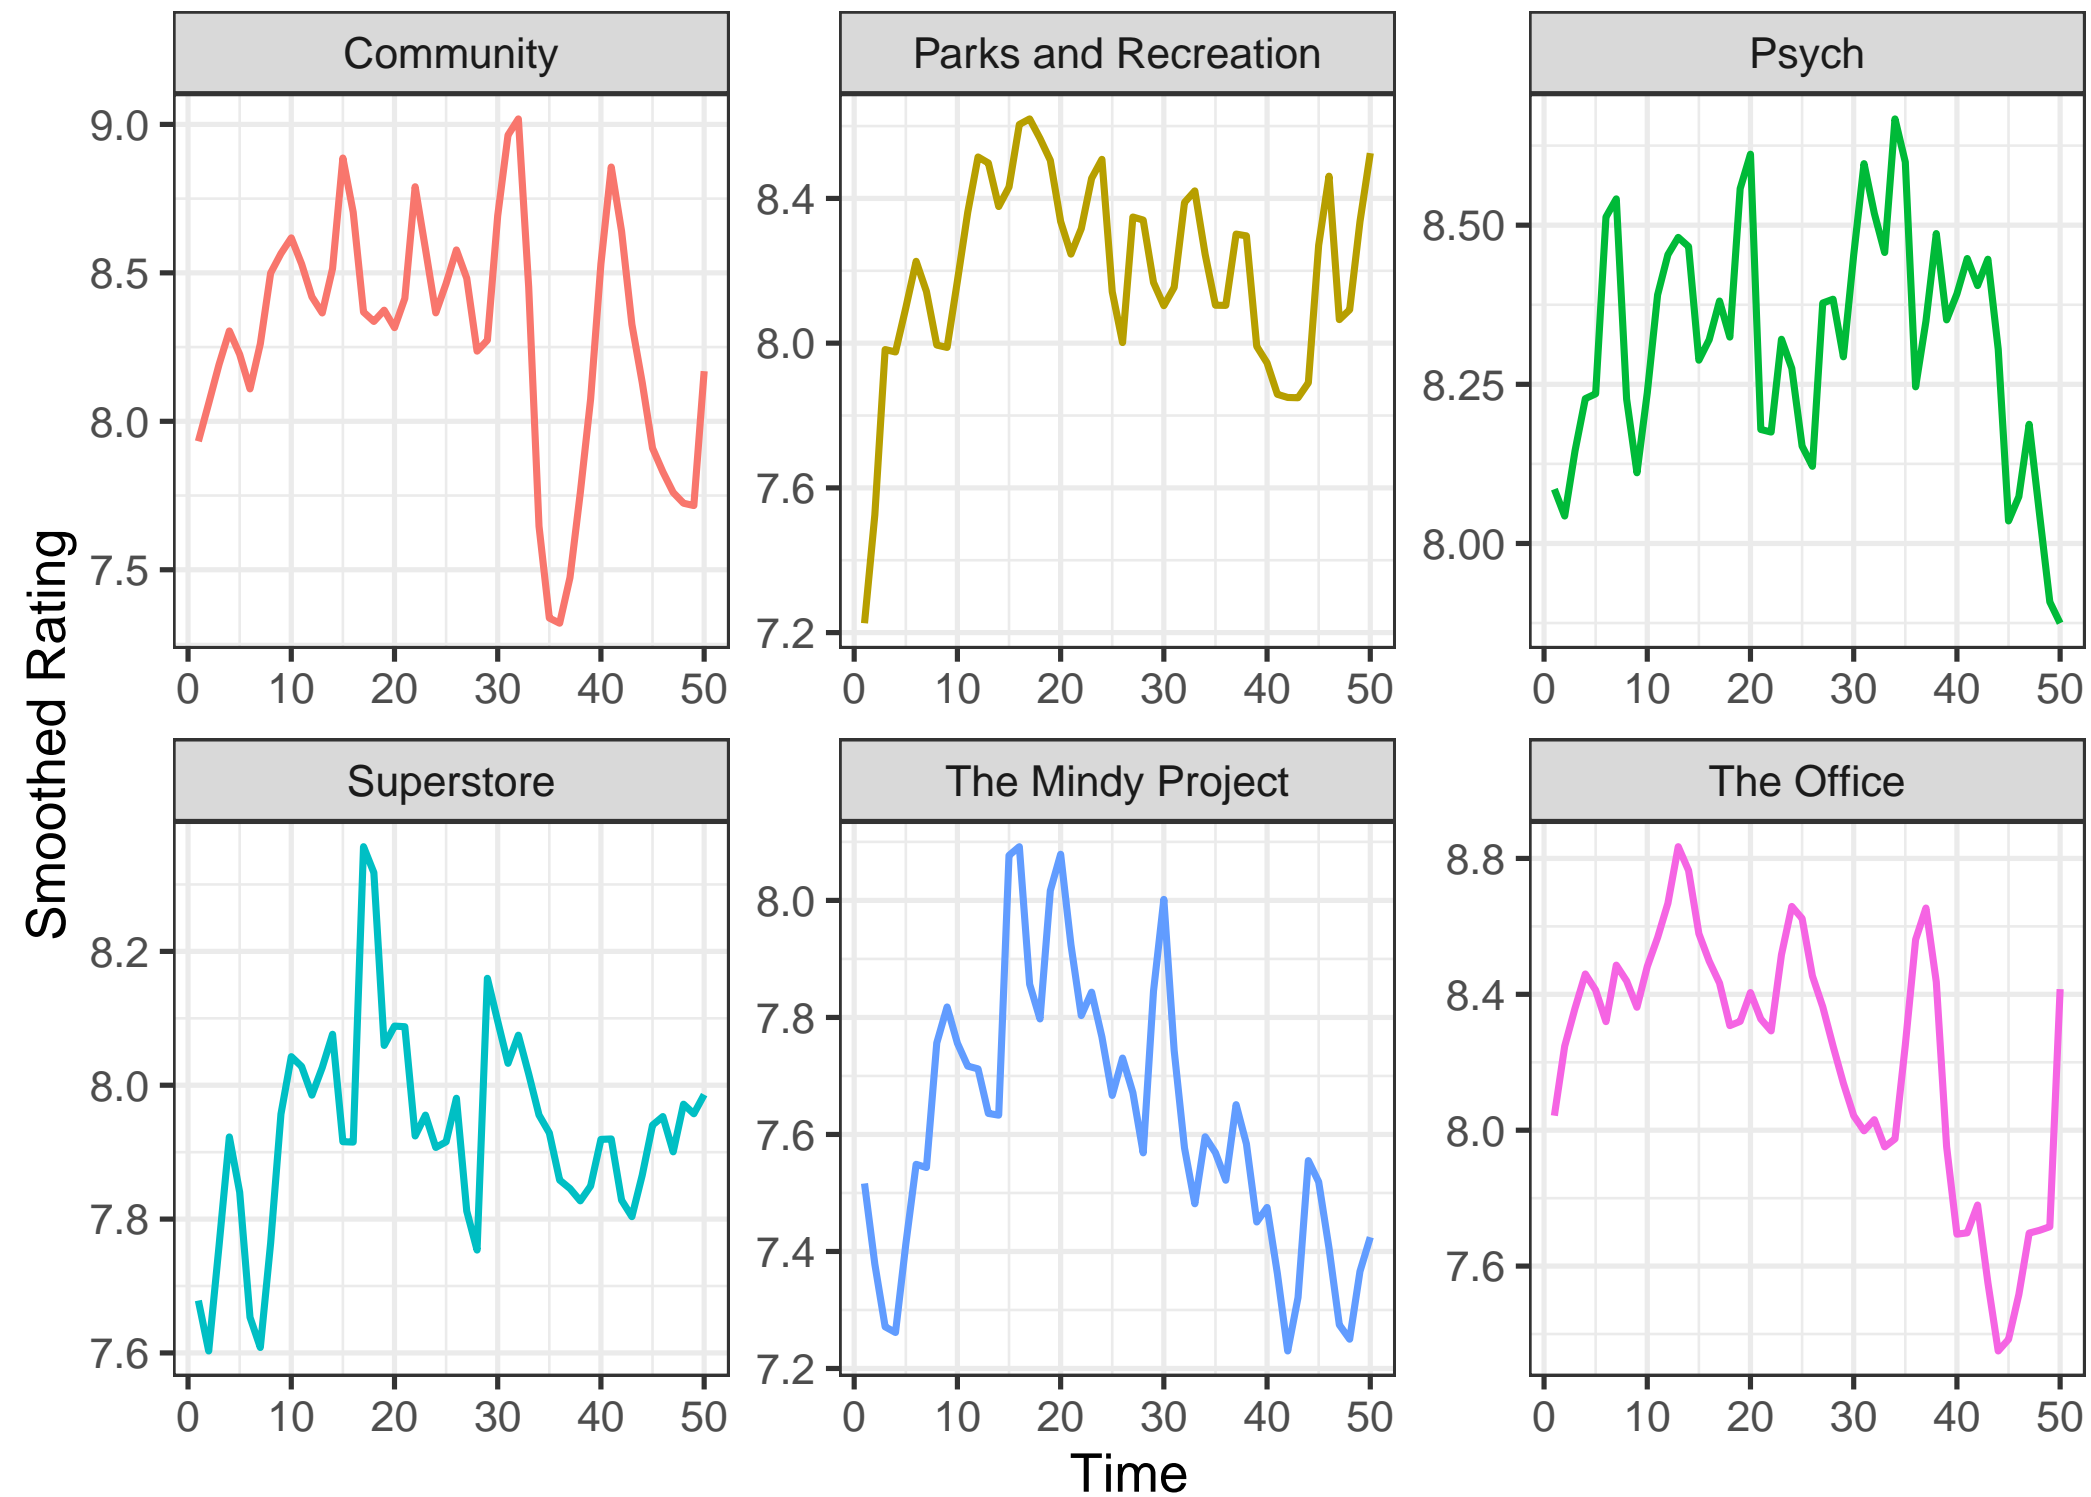 Community
Parks and Recreation
Psych
9.0
8.5
8.0
7.5
8.4
8.0
7.6
7.2
8.50
8.25
8.00
0 10 20 30 40 50
0 10 20 30 40 50
0 10 20 30 40 50
Smoothed Rating
Superstore
The Mindy Project
The Office
8.2
8.0
7.8
7.6
8.0
7.8
7.6
7.4
7.2
8.8
8.4
8.0
7.6
0 10 20 30 40 50
0 10 20 30 40 50
0 10 20 30 40 50
Time